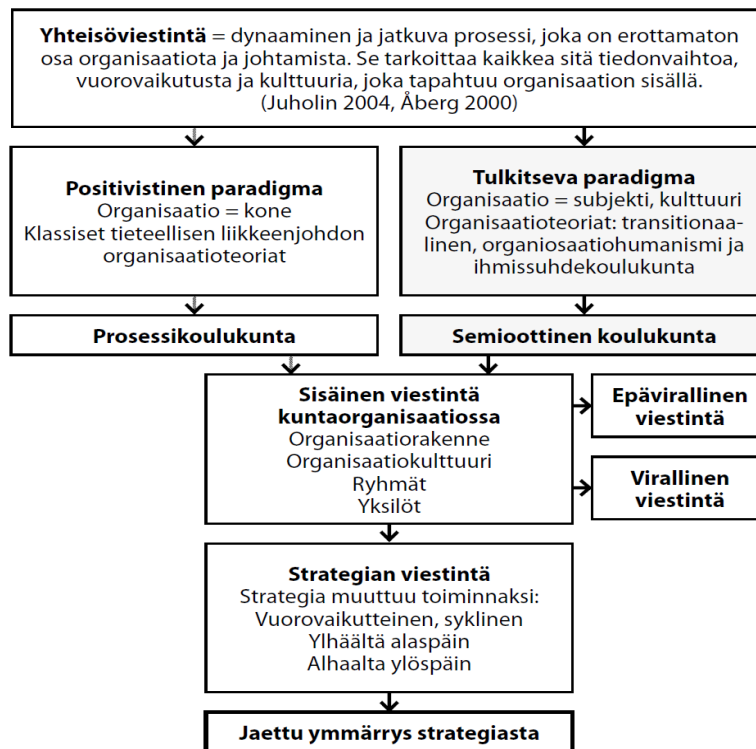 Yhteisöviestintä = dynaaminen ja jatkuva prosessi, joka on erottamaton
osa organisaatiota ja johtamista. Se tarkoittaa kaikkea sitä tiedonvaihtoa,
vuorovaikutusta ja kulttuuria, joka tapahtuu organisaation sisällä.
(Juholin 2004, Åberg 2000)
Positivistinen paradigma
Organisaatio = kone
Klassiset tieteellisen liikkeenjohdon
organisaatioteoriat
Tulkitseva paradigma
Organisaatio = subjekti, kulttuuri
Organisaatioteoriat: transitionaa-
linen, organiosaatiohumanismi ja
ihmissuhdekoulukunta
Prosessikoulukunta
Semioottinen koulukunta
Sisäinen viestintä
kuntaorganisaatiossa
Organisaatiorakenne
Organisaatiokulttuuri
Ryhmät
Yksilöt
Epävirallinen
viestintä
Virallinen
viestintä
Strategian viestintä
Strategia muuttuu toiminnaksi:
Vuorovaikutteinen, syklinen
Ylhäältä alaspäin
Alhaalta ylöspäin
Jaettu ymmärrys strategiasta